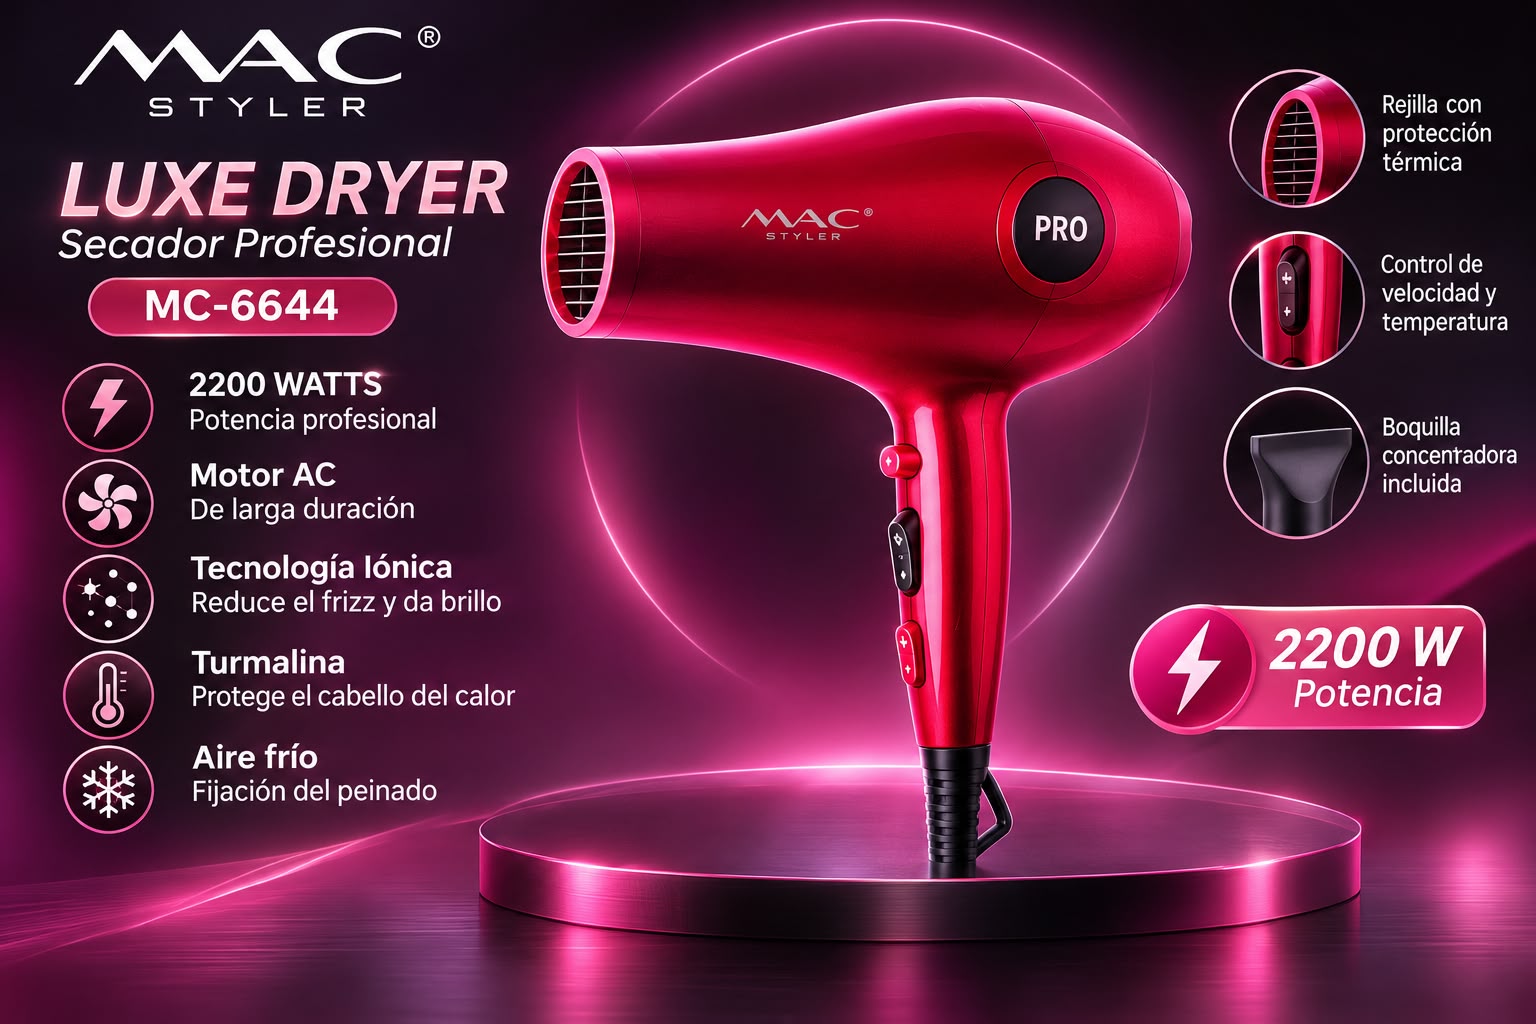 MAC®
STYLER
LUXE DRYER
Secador Profesional
MC-6644
2200 WATTS
Potencia profesional
Motor AC
De larga duración
Tecnología Iónica
Reduce el frizz y da brillo
Turmalina
Protege el cabello del calor
Aire frío
Fijación del peinado
MAC®
STYLER
PRO
Rejilla con
protección
térmica
Control de
velocidad y
temperatura
Boquilla
concentradora
incluida
2200 W
Potencia